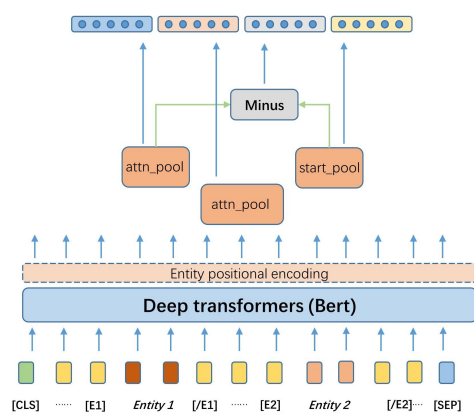 Minus
attn_pool
start_pool
attn_pool
Entity positional encoding
Deep transformers (Bert)
[CLS] ...... [E1] Entity 1 [/E1] ...... [E2] Entity 2 [/E2].... [SEP]